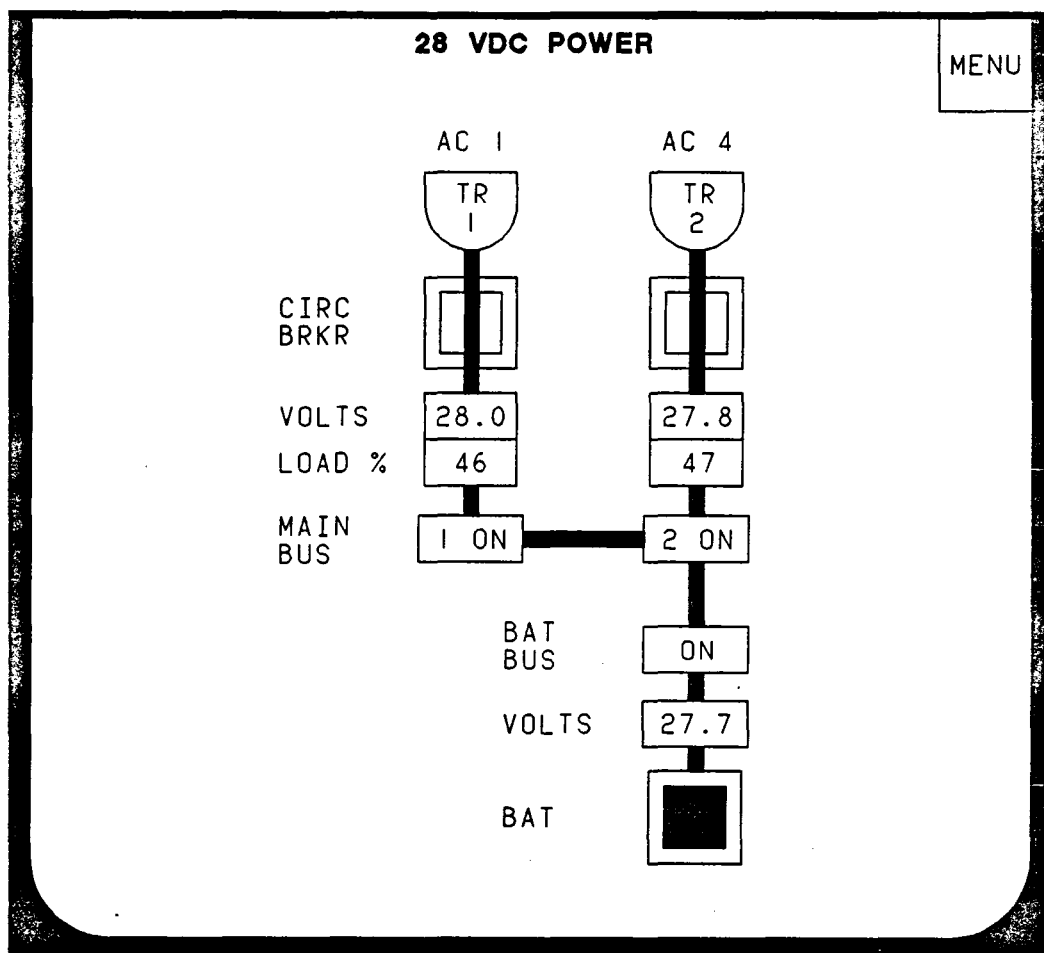 28 VDC POWER
MENU
AC 1 AC 4
TR TR
1 2
CIRC
BRKR
VOLTS 28.0 27.8
LOAD % 46 47
MAIN
BUS 1 ON 2 ON
BAT
BUS ON
VOLTS 27.7
BAT